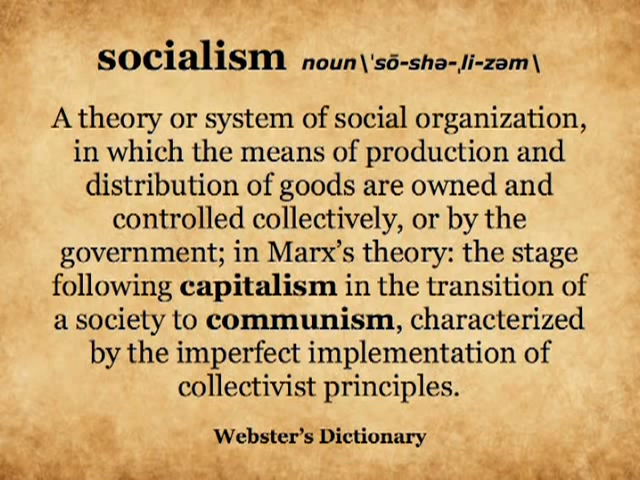 socialism noun\ˈsō-shə-ˌli-zəm\
A theory or system of social organization,
in which the means of production and
distribution of goods are owned and
controlled collectively, or by the
government; in Marx’s theory: the stage
following capitalism in the transition of
a society to communism, characterized
by the imperfect implementation of
collectivist principles.
Webster’s Dictionary